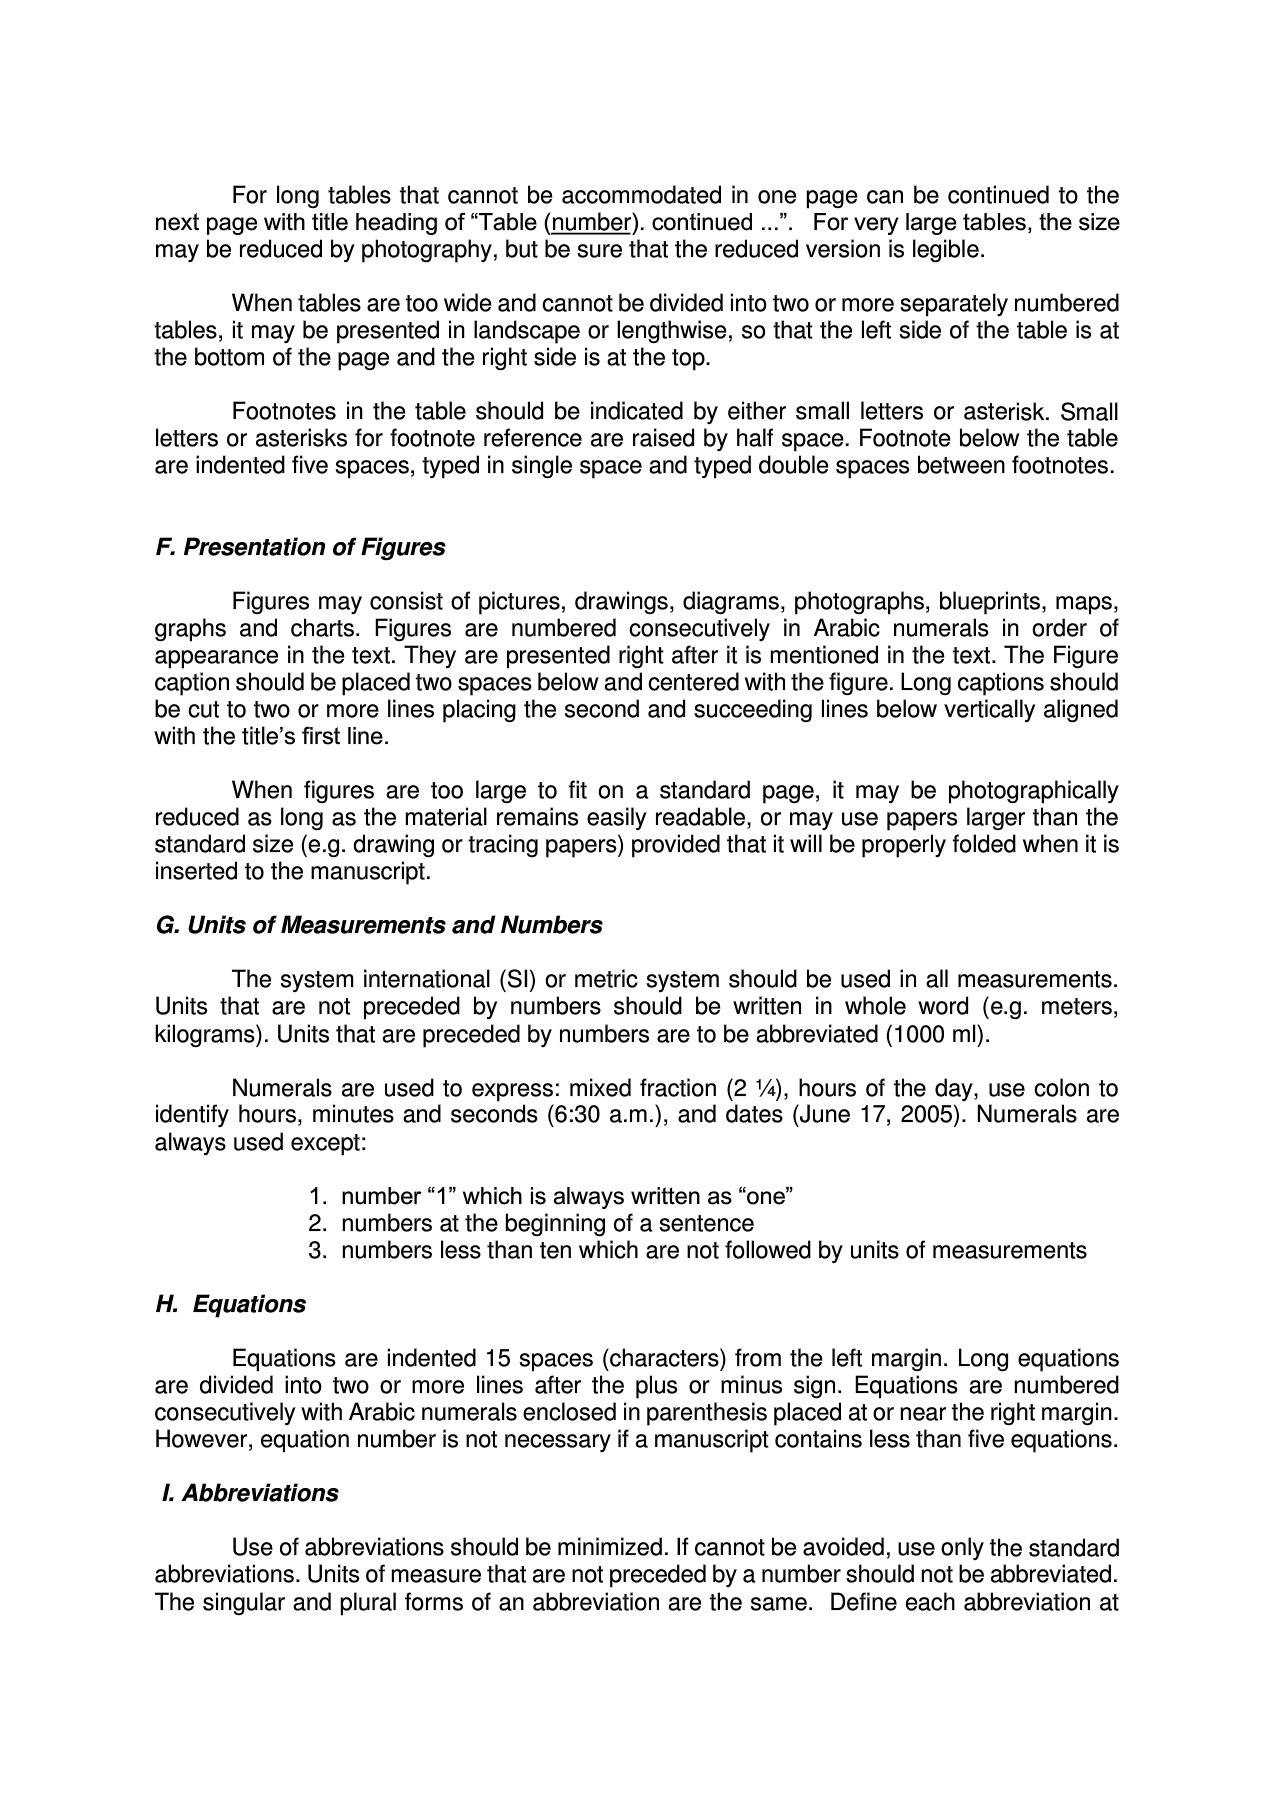 For long tables that cannot be accommodated in one page can be continued to the
next page with title heading of “Table (number). continued ...”.   For very large tables, the size
may be reduced by photography, but be sure that the reduced version is legible.
When tables are too wide and cannot be divided into two or more separately numbered
tables, it may be presented in landscape or lengthwise, so that the left side of the table is at
the bottom of the page and the right side is at the top.
Footnotes in the table should be indicated by either small letters or asterisk. Small
letters or asterisks for footnote reference are raised by half space. Footnote below the table
are indented five spaces, typed in single space and typed double spaces between footnotes.
F. Presentation of Figures
Figures may consist of pictures, drawings, diagrams, photographs, blueprints, maps,
graphs and charts. Figures are numbered consecutively in Arabic numerals in order of
appearance in the text. They are presented right after it is mentioned in the text. The Figure
caption should be placed two spaces below and centered with the figure. Long captions should
be cut to two or more lines placing the second and succeeding lines below vertically aligned
with the title’s first line.
When figures are too large to fit on a standard page, it may be photographically
reduced as long as the material remains easily readable, or may use papers larger than the
standard size (e.g. drawing or tracing papers) provided that it will be properly folded when it is
inserted to the manuscript.
G. Units of Measurements and Numbers
The system international (SI) or metric system should be used in all measurements.
Units that are not preceded by numbers should be written in whole word (e.g. meters,
kilograms). Units that are preceded by numbers are to be abbreviated (1000 ml).
Numerals are used to express: mixed fraction (2 ¼), hours of the day, use colon to
identify hours, minutes and seconds (6:30 a.m.), and dates (June 17, 2005). Numerals are
always used except:
1. number “1” which is always written as “one”
2. numbers at the beginning of a sentence
3. numbers less than ten which are not followed by units of measurements
H.  Equations
Equations are indented 15 spaces (characters) from the left margin. Long equations
are divided into two or more lines after the plus or minus sign. Equations are numbered
consecutively with Arabic numerals enclosed in parenthesis placed at or near the right margin.
However, equation number is not necessary if a manuscript contains less than five equations.
I. Abbreviations
Use of abbreviations should be minimized. If cannot be avoided, use only the standard
abbreviations. Units of measure that are not preceded by a number should not be abbreviated.
The singular and plural forms of an abbreviation are the same.  Define each abbreviation at